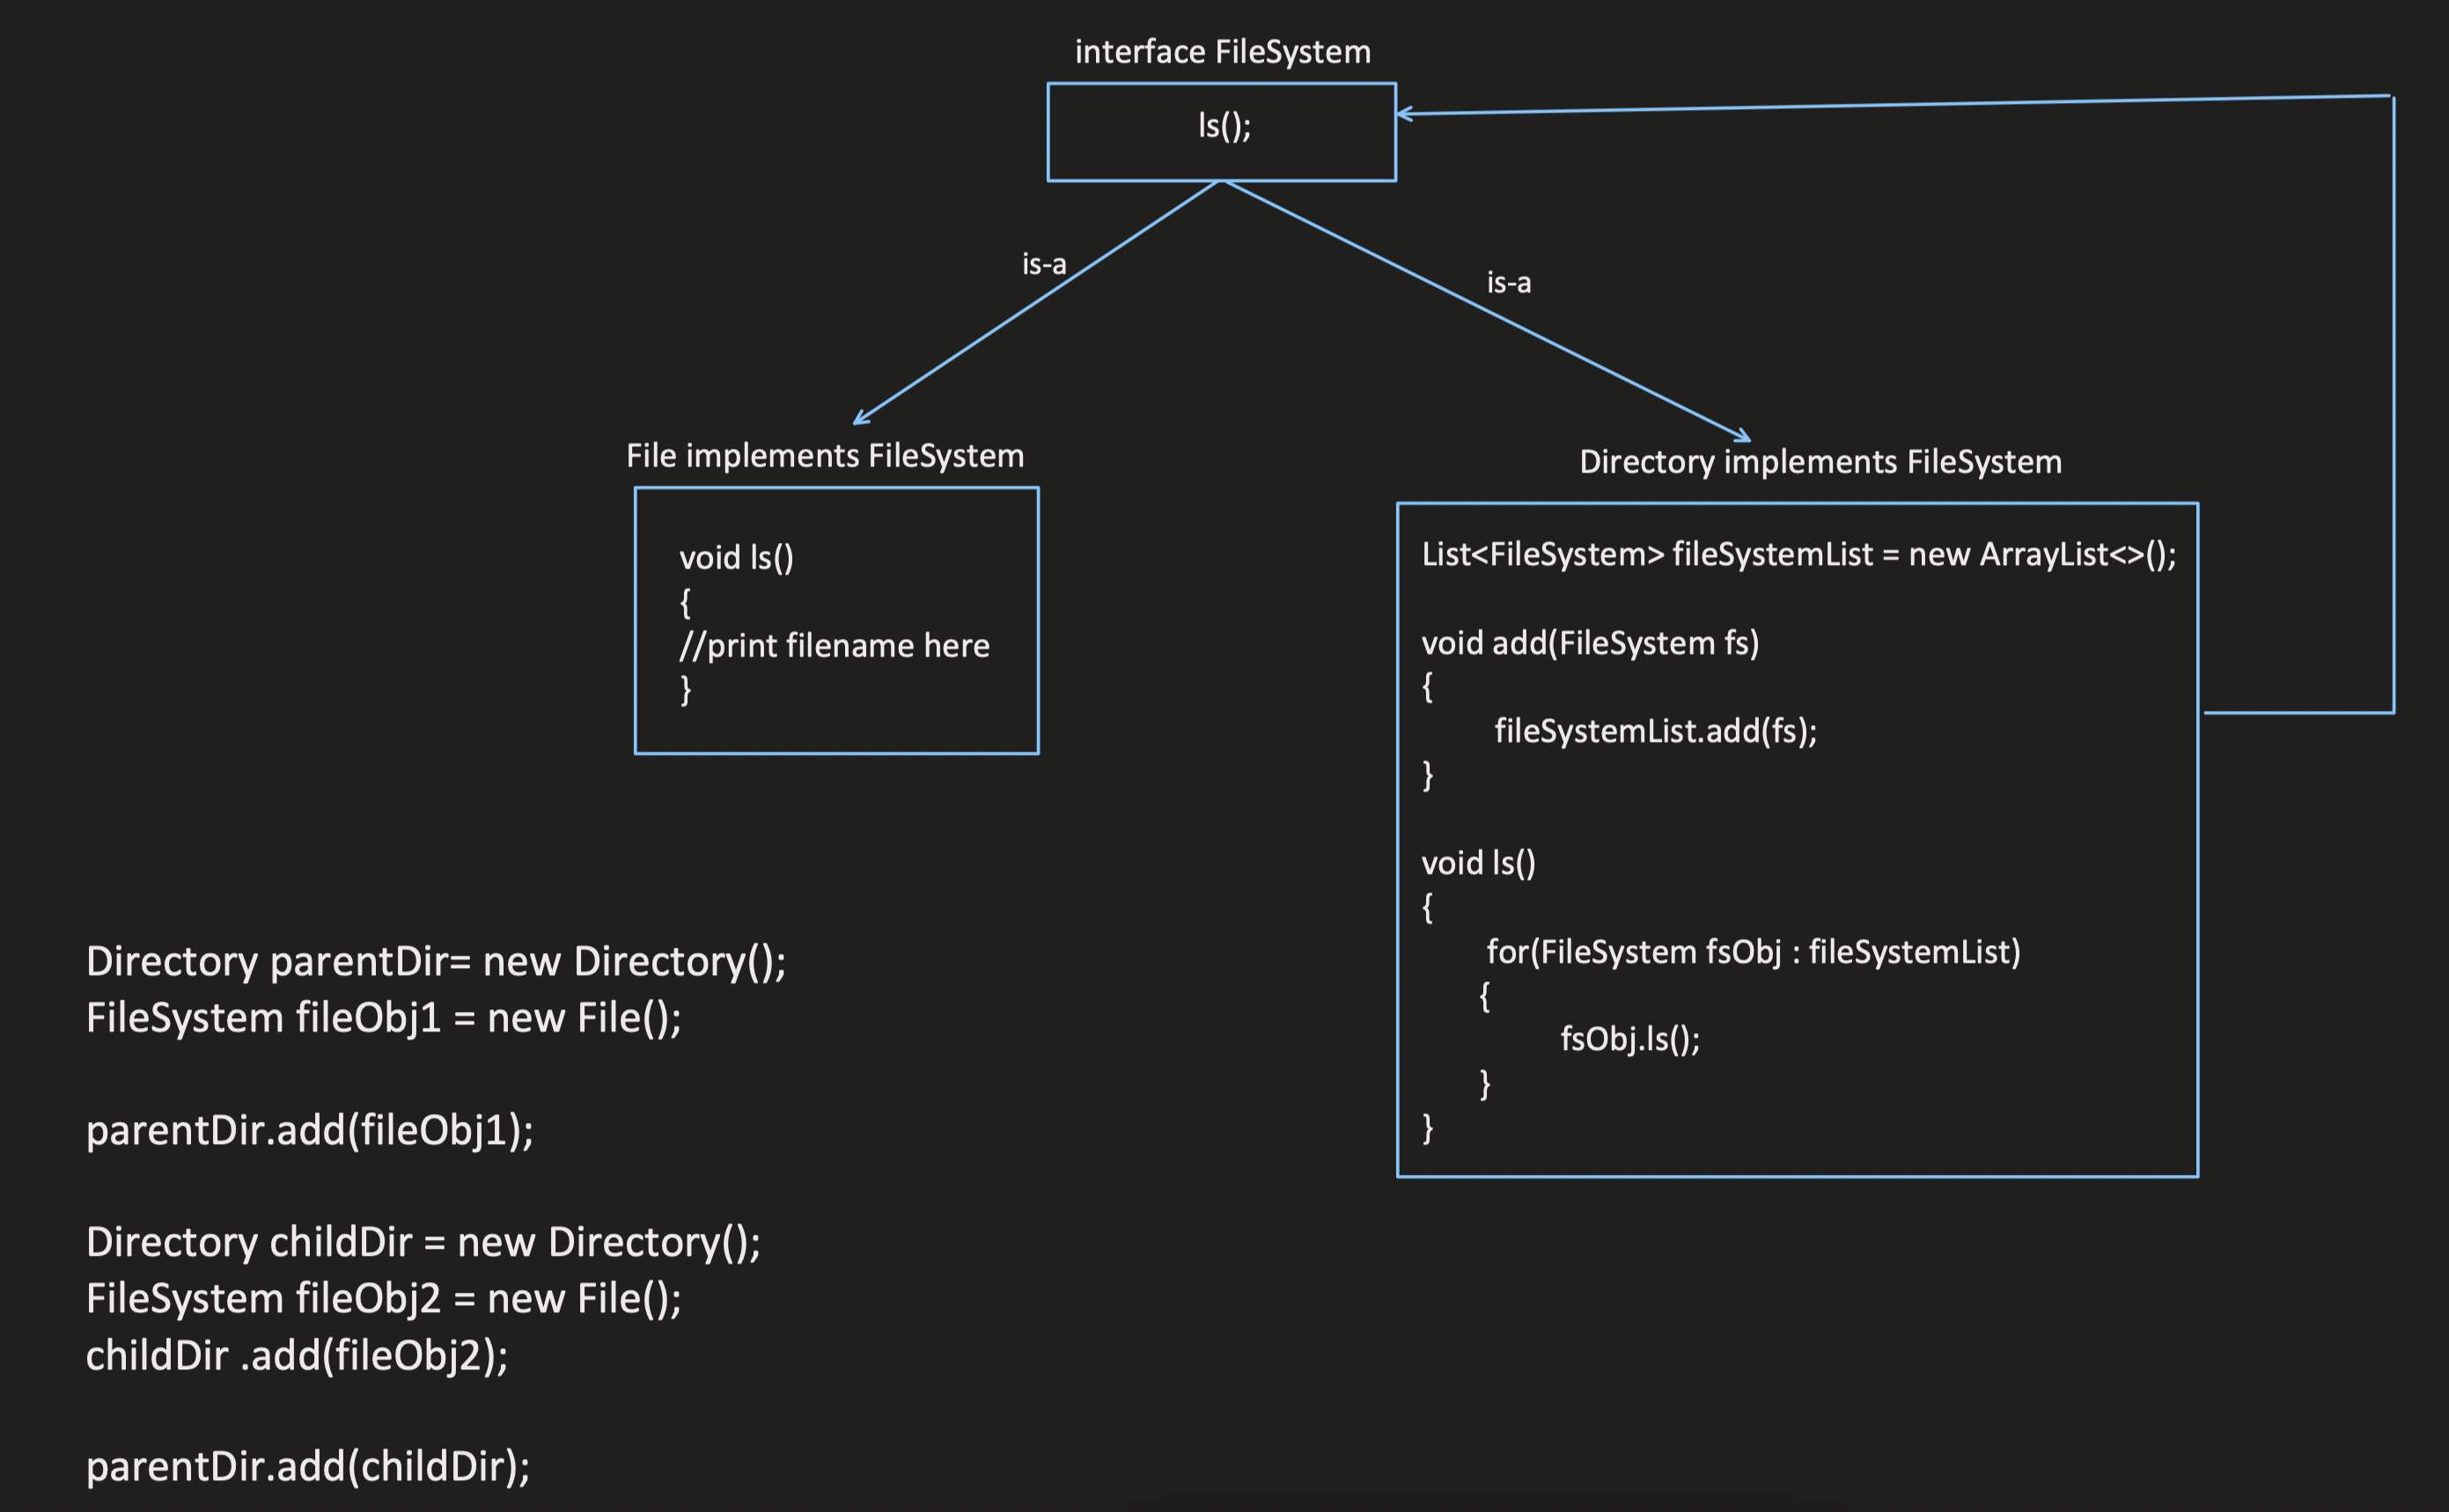 interface FileSystem
ls();
is-a
is-a
File implements FileSystem
void ls()
{
//print filename here
}
Directory implements FileSystem
List<FileSystem> fileSystemList = new ArrayList<>();
void add(FileSystem fs)
{
fileSystemList.add(fs);
}
void ls()
{
for(FileSystem fsObj : fileSystemList)
{
fsObj.ls();
}
}
Directory parentDir= new Directory();
FileSystem fileObj1 = new File();
parentDir.add(fileObj1);
Directory childDir = new Directory();
FileSystem fileObj2 = new File();
childDir .add(fileObj2);
parentDir.add(childDir);